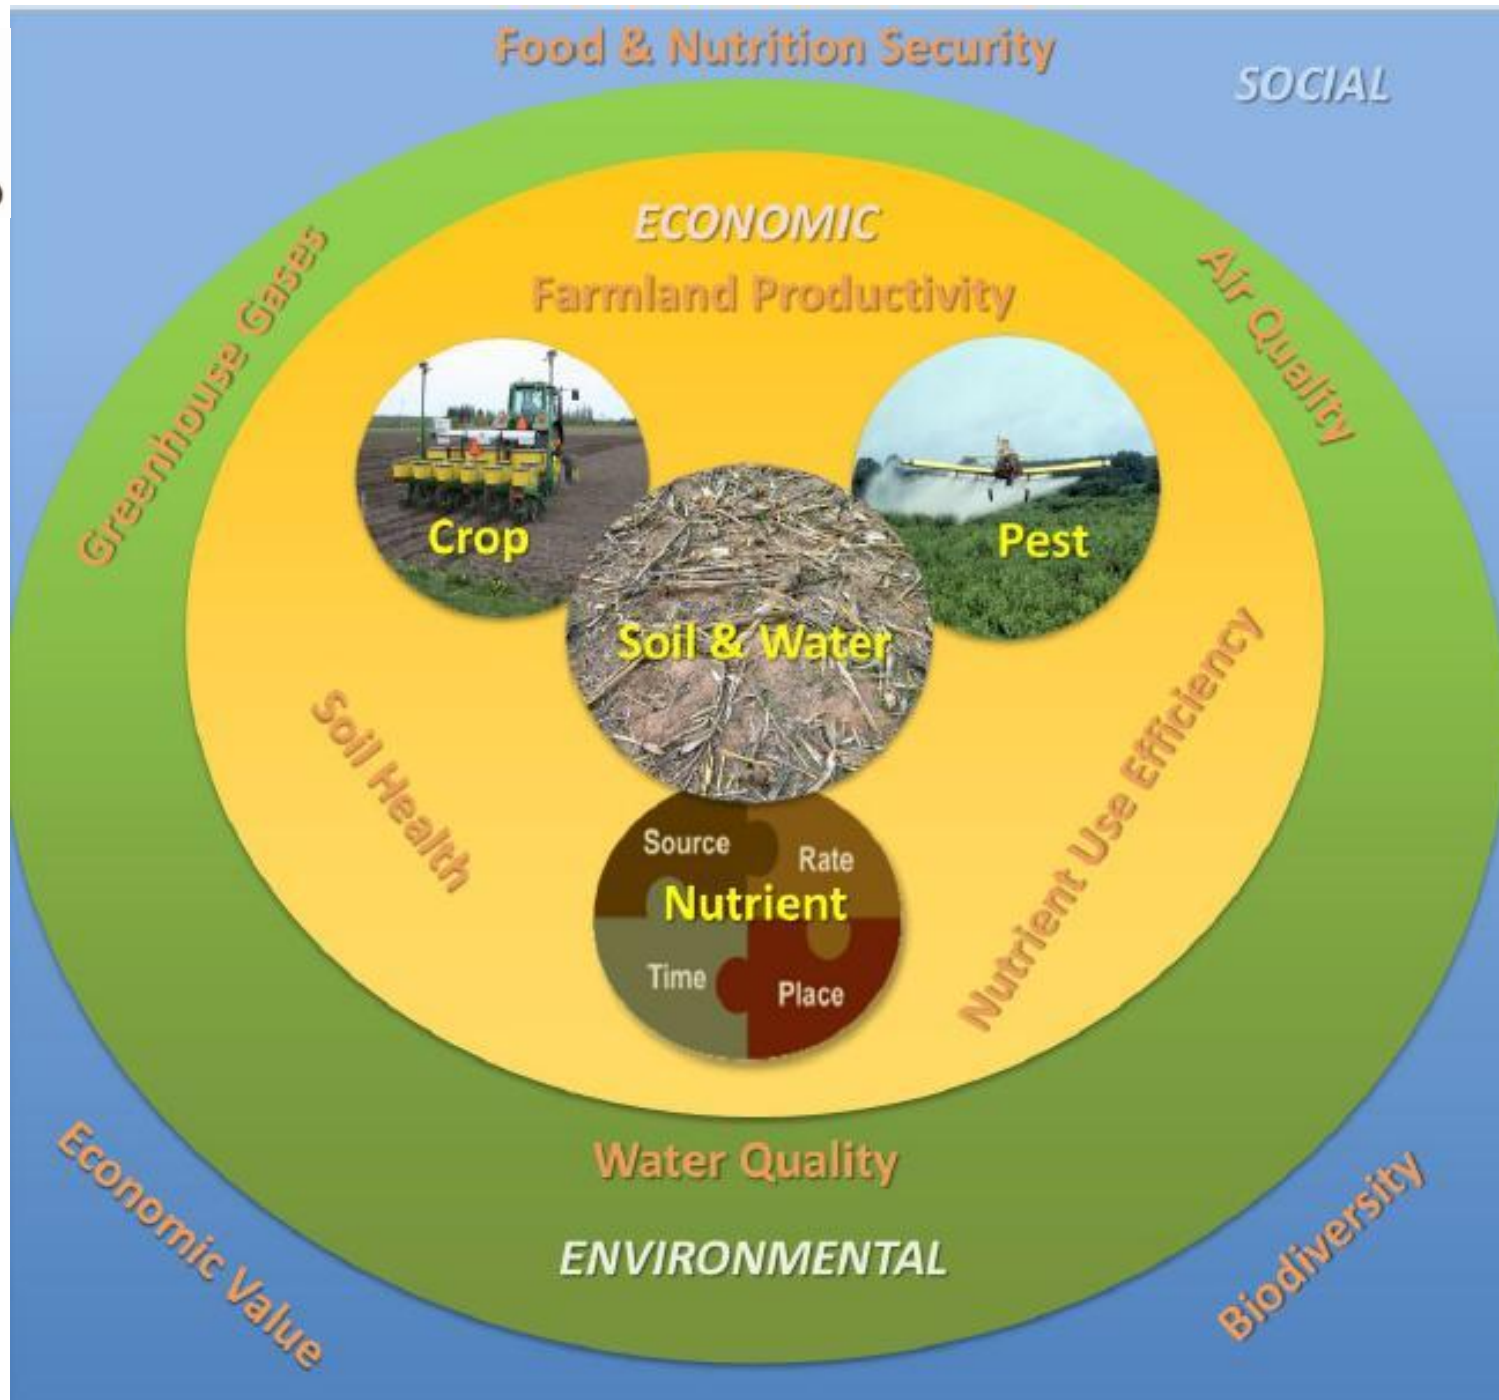 Food & Nutrition Security
SOCIAL
ECONOMIC
Farmland Productivity
Greenhouse Gases
Air Quality
Crop
Pest
Soil & Water
Soil Health
Nutrient Use Efficiency
Source
Rate
Nutrient
Time
Place
Water Quality
ENVIRONMENTAL
Economic Value
Biodiversity